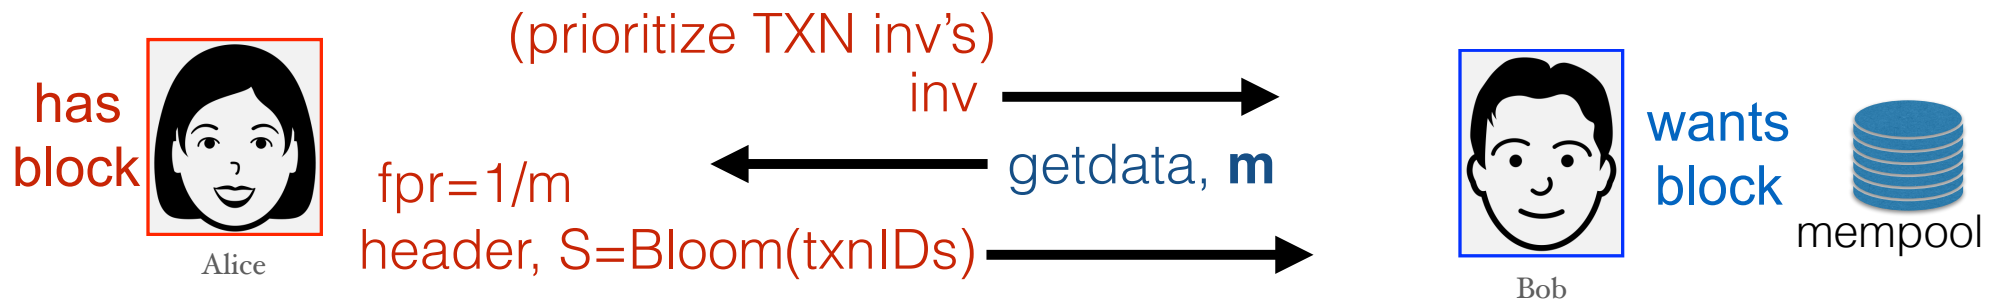 (prioritize TXN inv’s)
has
block
inv
getdata, m
fpr=1/m
header, S=Bloom(txnIDs)
Alice
wants
block
mempool
Bob